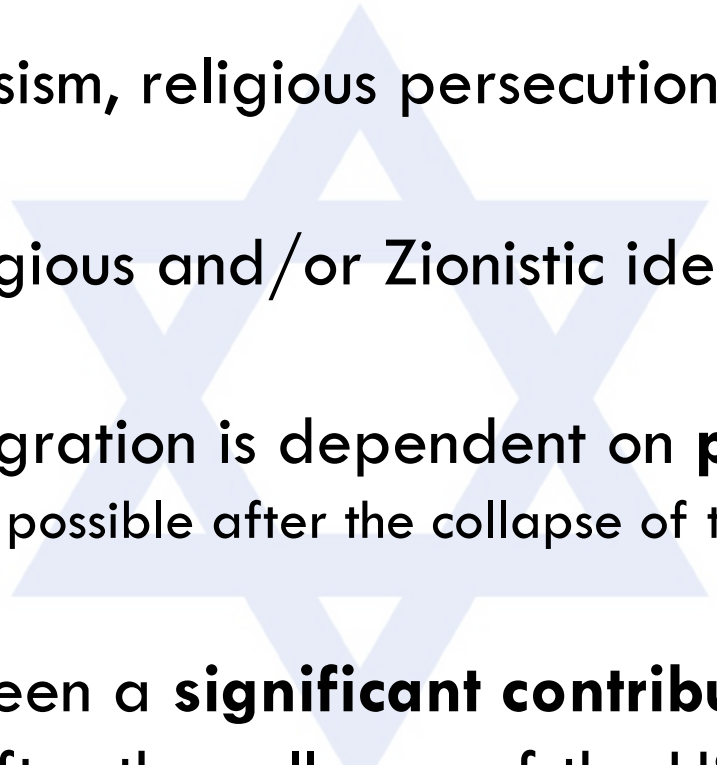 sism, religious persecution
gious and/or Zionistic ide
gration is dependent on p
possible after the collapse of t
een a significant contribu